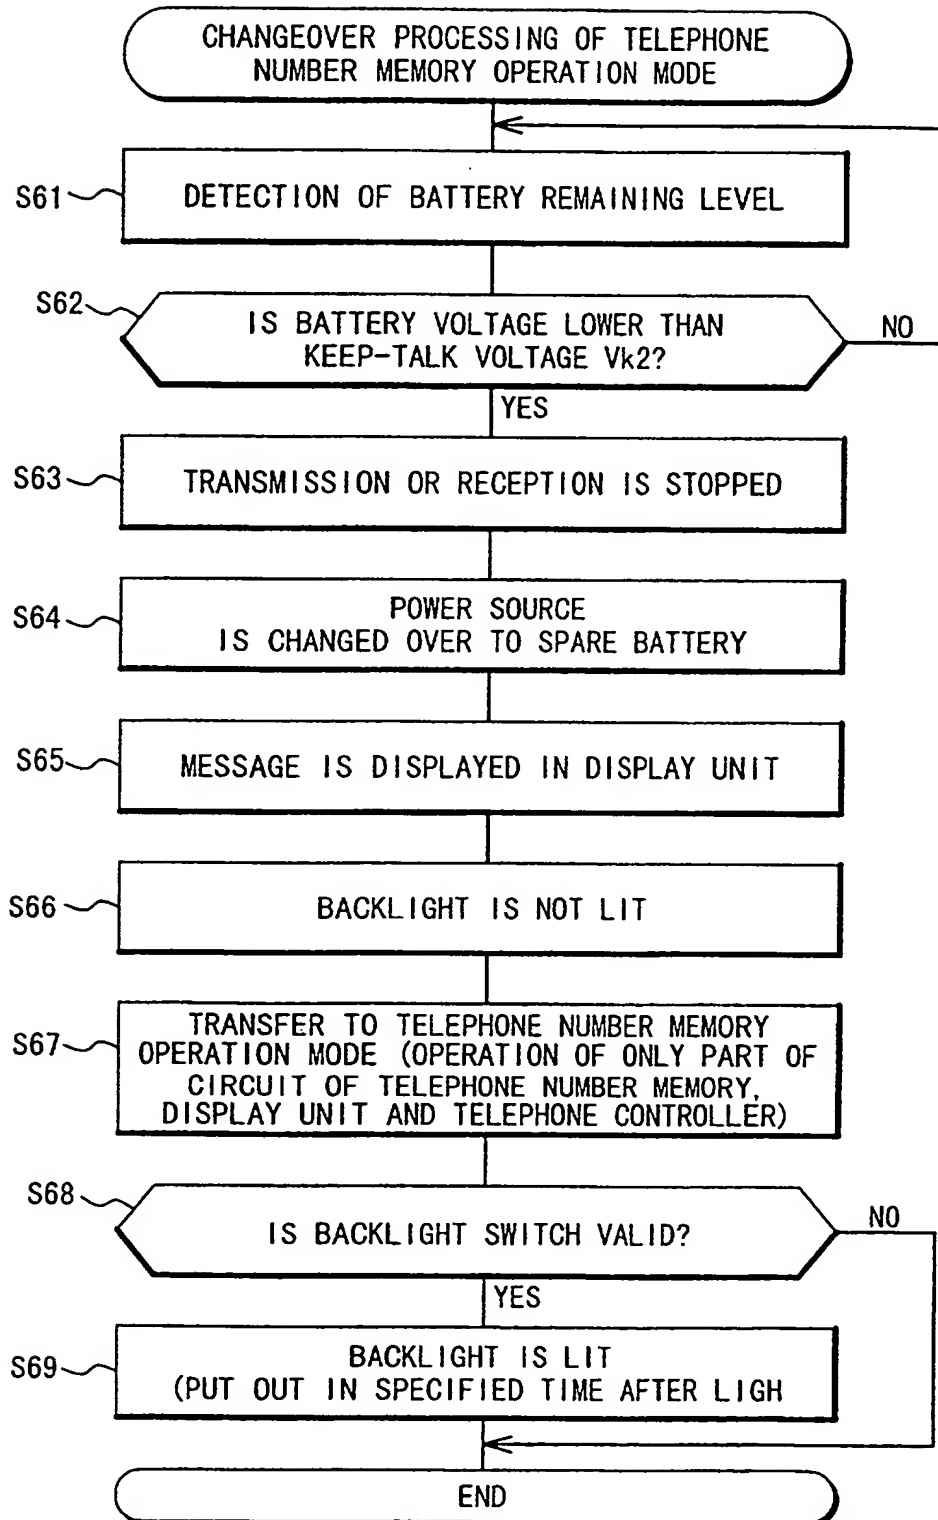 CHANGEOVER PROCESSING OF TELEPHONE
NUMBER MEMORY OPERATION MODE
S61
DETECTION OF BATTERY REMAINING LEVEL
S62
IS BATTERY VOLTAGE LOWER THAN
KEEP-TALK VOLTAGE Vk2?
NO
YES
S63
TRANSMISSION OR RECEPTION IS STOPPED
S64
POWER SOURCE
IS CHANGED OVER TO SPARE BATTERY
S65
MESSAGE IS DISPLAYED IN DISPLAY UNIT
S66
BACKLIGHT IS NOT LIT
S67
TRANSFER TO TELEPHONE NUMBER MEMORY
OPERATION MODE (OPERATION OF ONLY PART OF
CIRCUIT OF TELEPHONE NUMBER MEMORY,
DISPLAY UNIT AND TELEPHONE CONTROLLER)
S68
IS BACKLIGHT SWITCH VALID?
NO
YES
S69
BACKLIGHT IS LIT
(PUT OUT IN SPECIFIED TIME AFTER LIGH
END